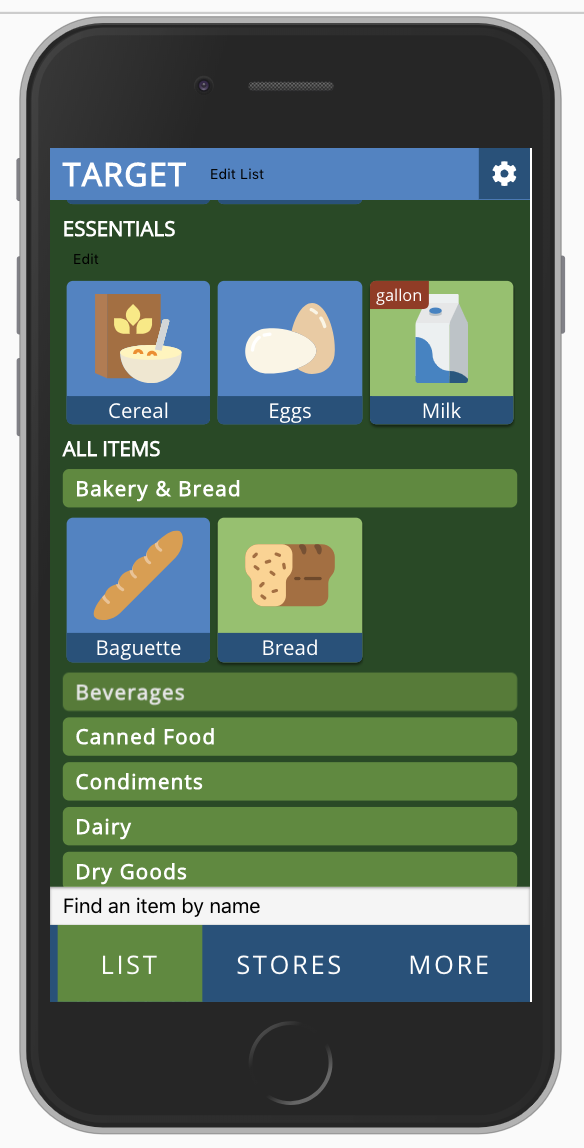 TARGET Edit List
ESSENTIALS
Edit
gallon
Cereal Eggs Milk
ALL ITEMS
Bakery & Bread
Baguette Bread
Beverages
Canned Food
Condiments
Dairy
Dry Goods
Find an item by name
LIST STORES MORE